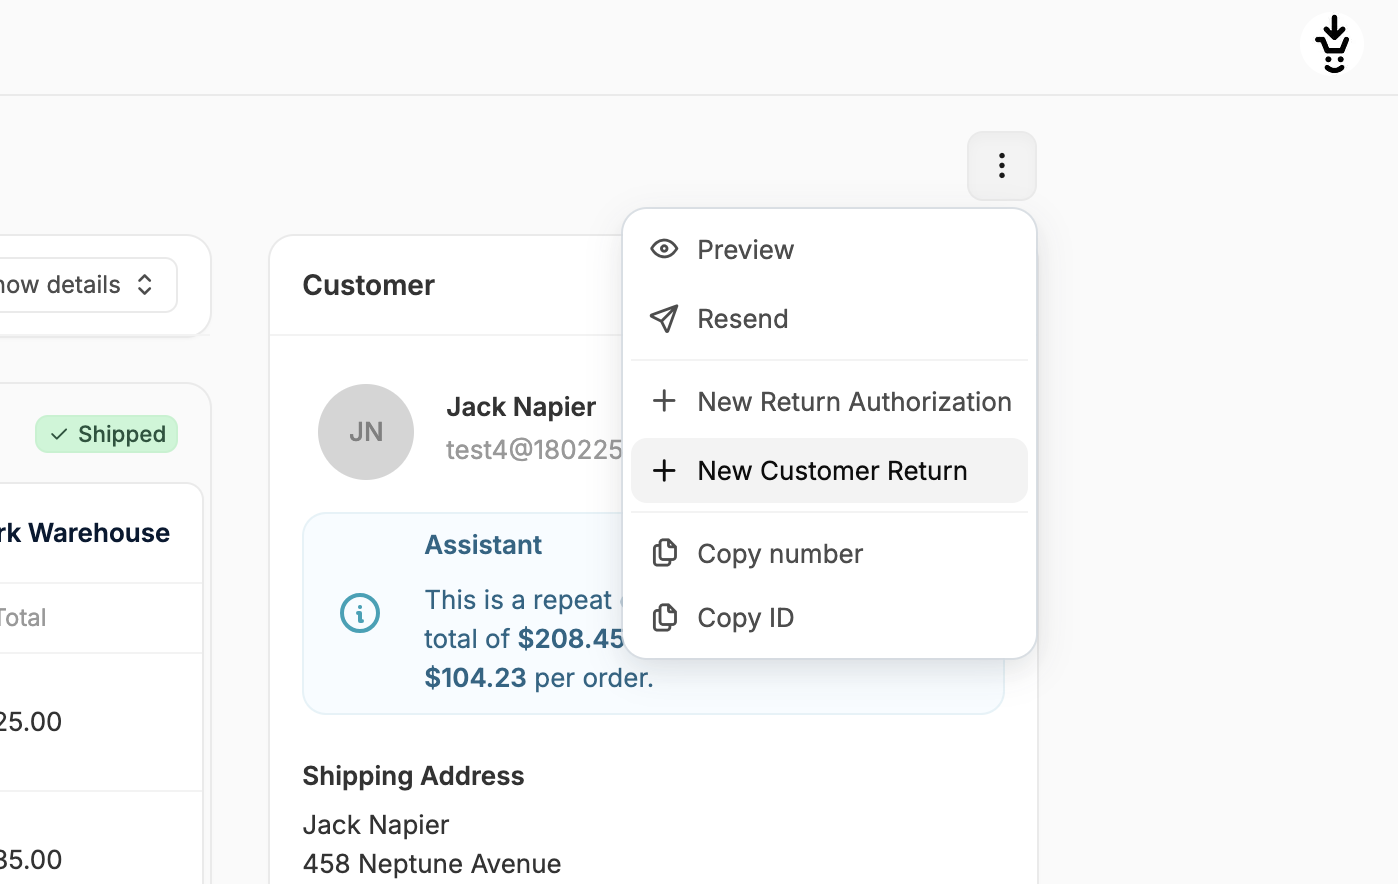 Preview
Resend
New Return Authorization
New Customer Return
Copy number
Copy ID
details
Shipped
Warehouse
Customer
JN
Jack Napier
test4@180225
Assistant
This is a repeat
total of $208.45
$104.23 per order.
Total
25.00
35.00
Shipping Address
Jack Napier
458 Neptune Avenue